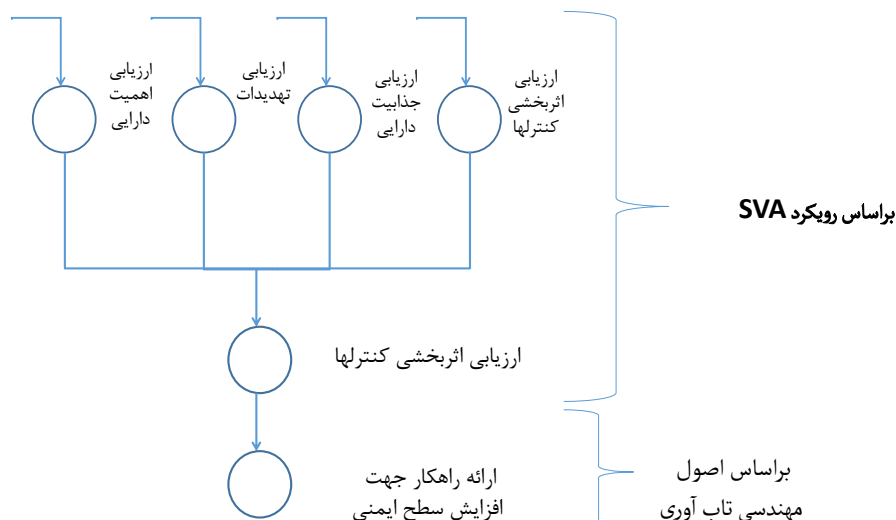 ارزیابی
اثربخشی
کنترلها
ارزیابی
جذابیت
دارایی
ارزیابی
تهدیدات
ارزیابی
اهمیت
دارایی
براساس رویکرد SVA
ارزیابی اثربخشی کنترلها
براساس اصول
مهندسی تاب آوری
ارائه راهکار جهت
افزایش سطح ایمنی